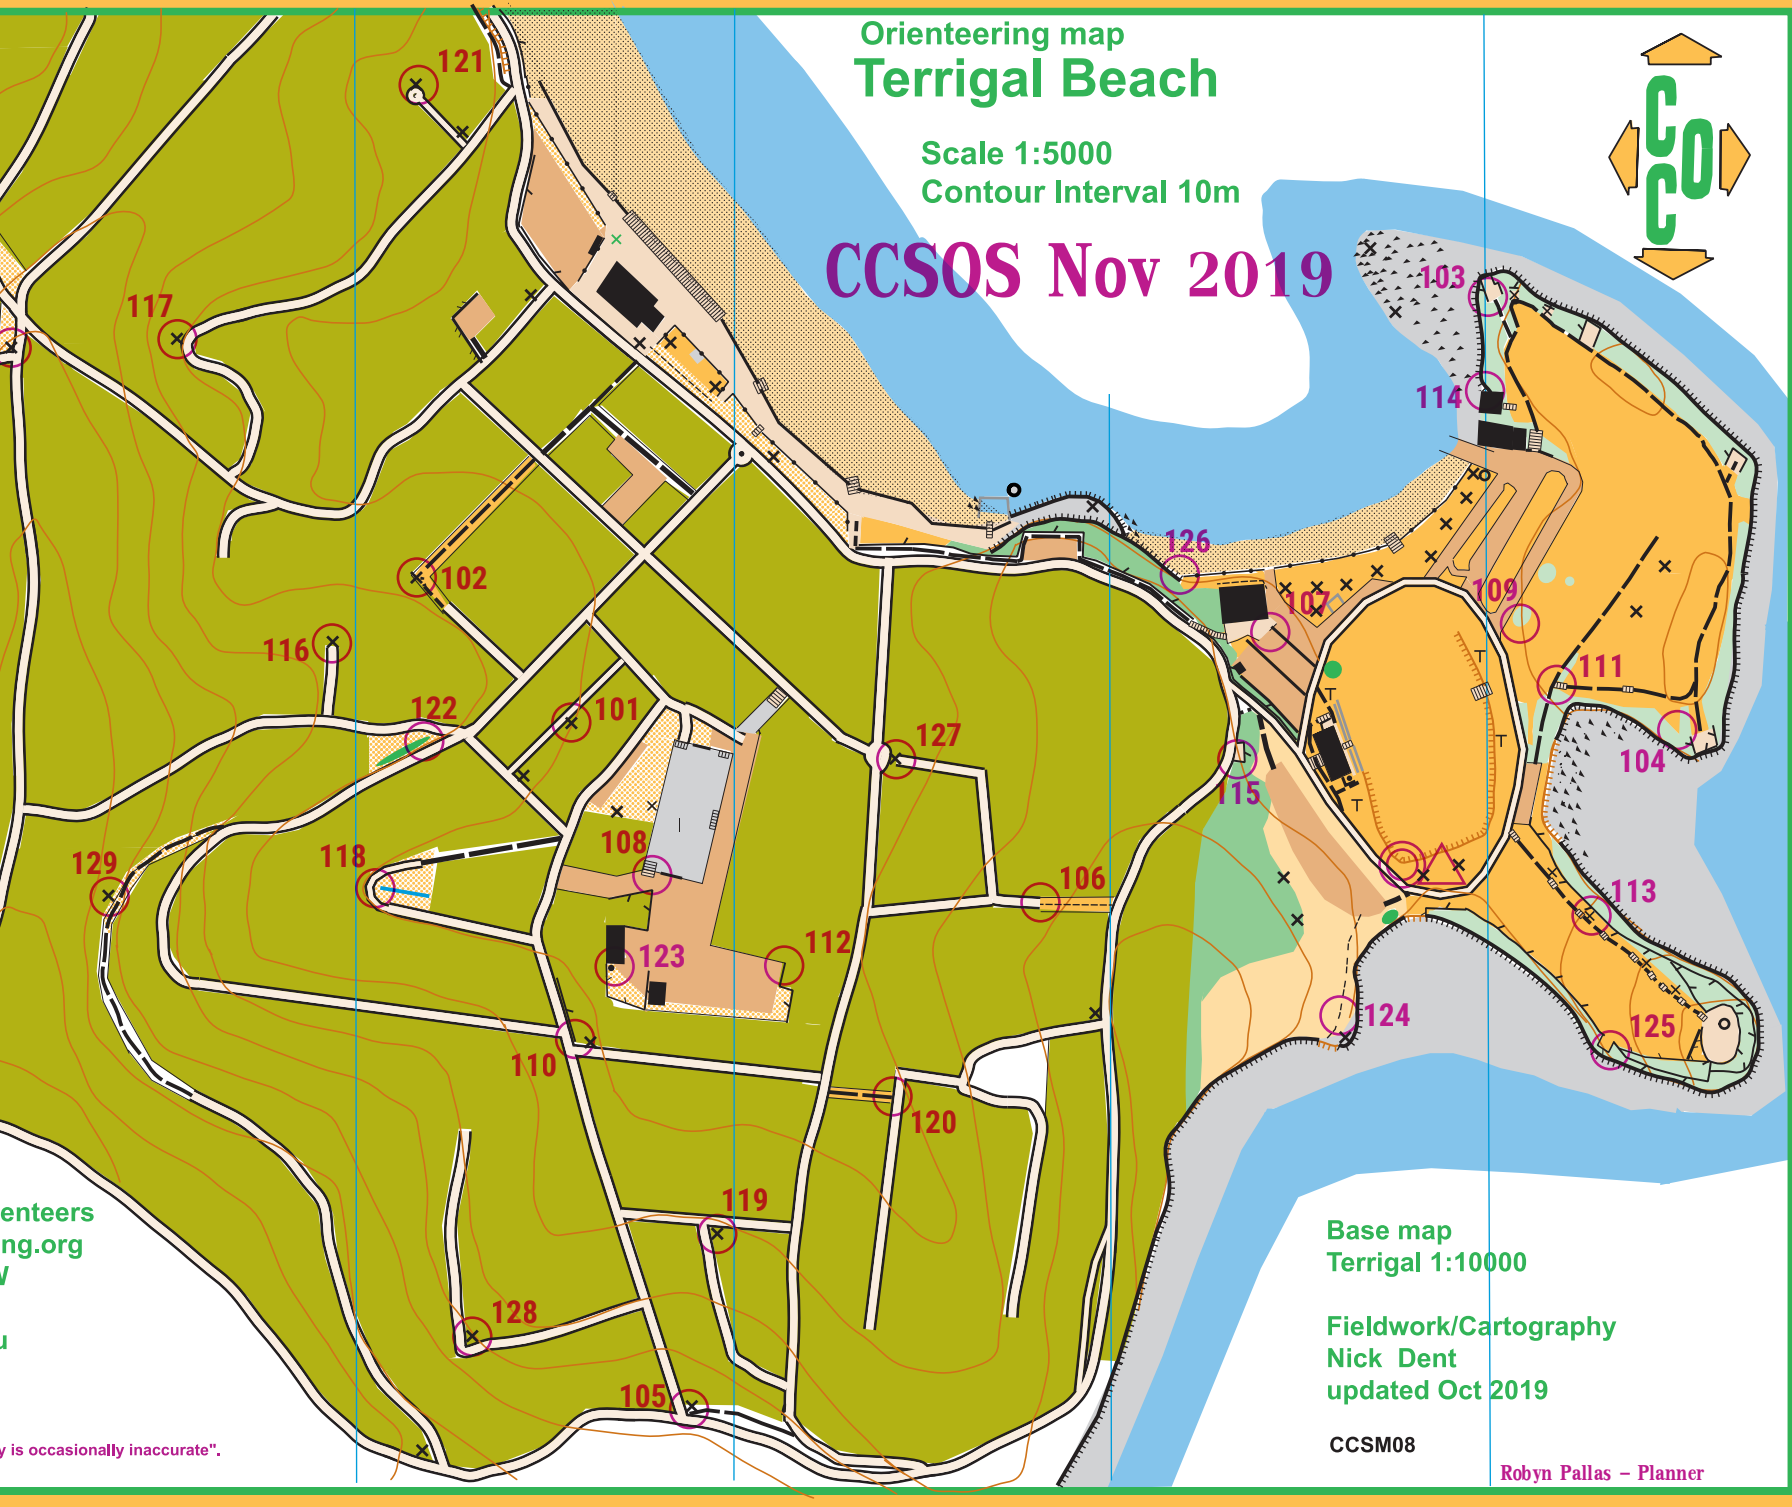 Orienteering map
Terrigal Beach
Scale 1:5000
Contour Interval 10m
CCSOS Nov 2019
C
O
C
121
117
103
114
102
126
107
109
116
122
101
127
111
104
115
129
118
108
106
113
123
112
124
125
110
120
119
128
105
enteers
ng.org
u
y is occasionally inaccurate".
Base map
Terrigal 1:10000
Fieldwork/Cartography
Nick Dent
updated Oct 2019
CCSM08
Robyn Pallas – Planner